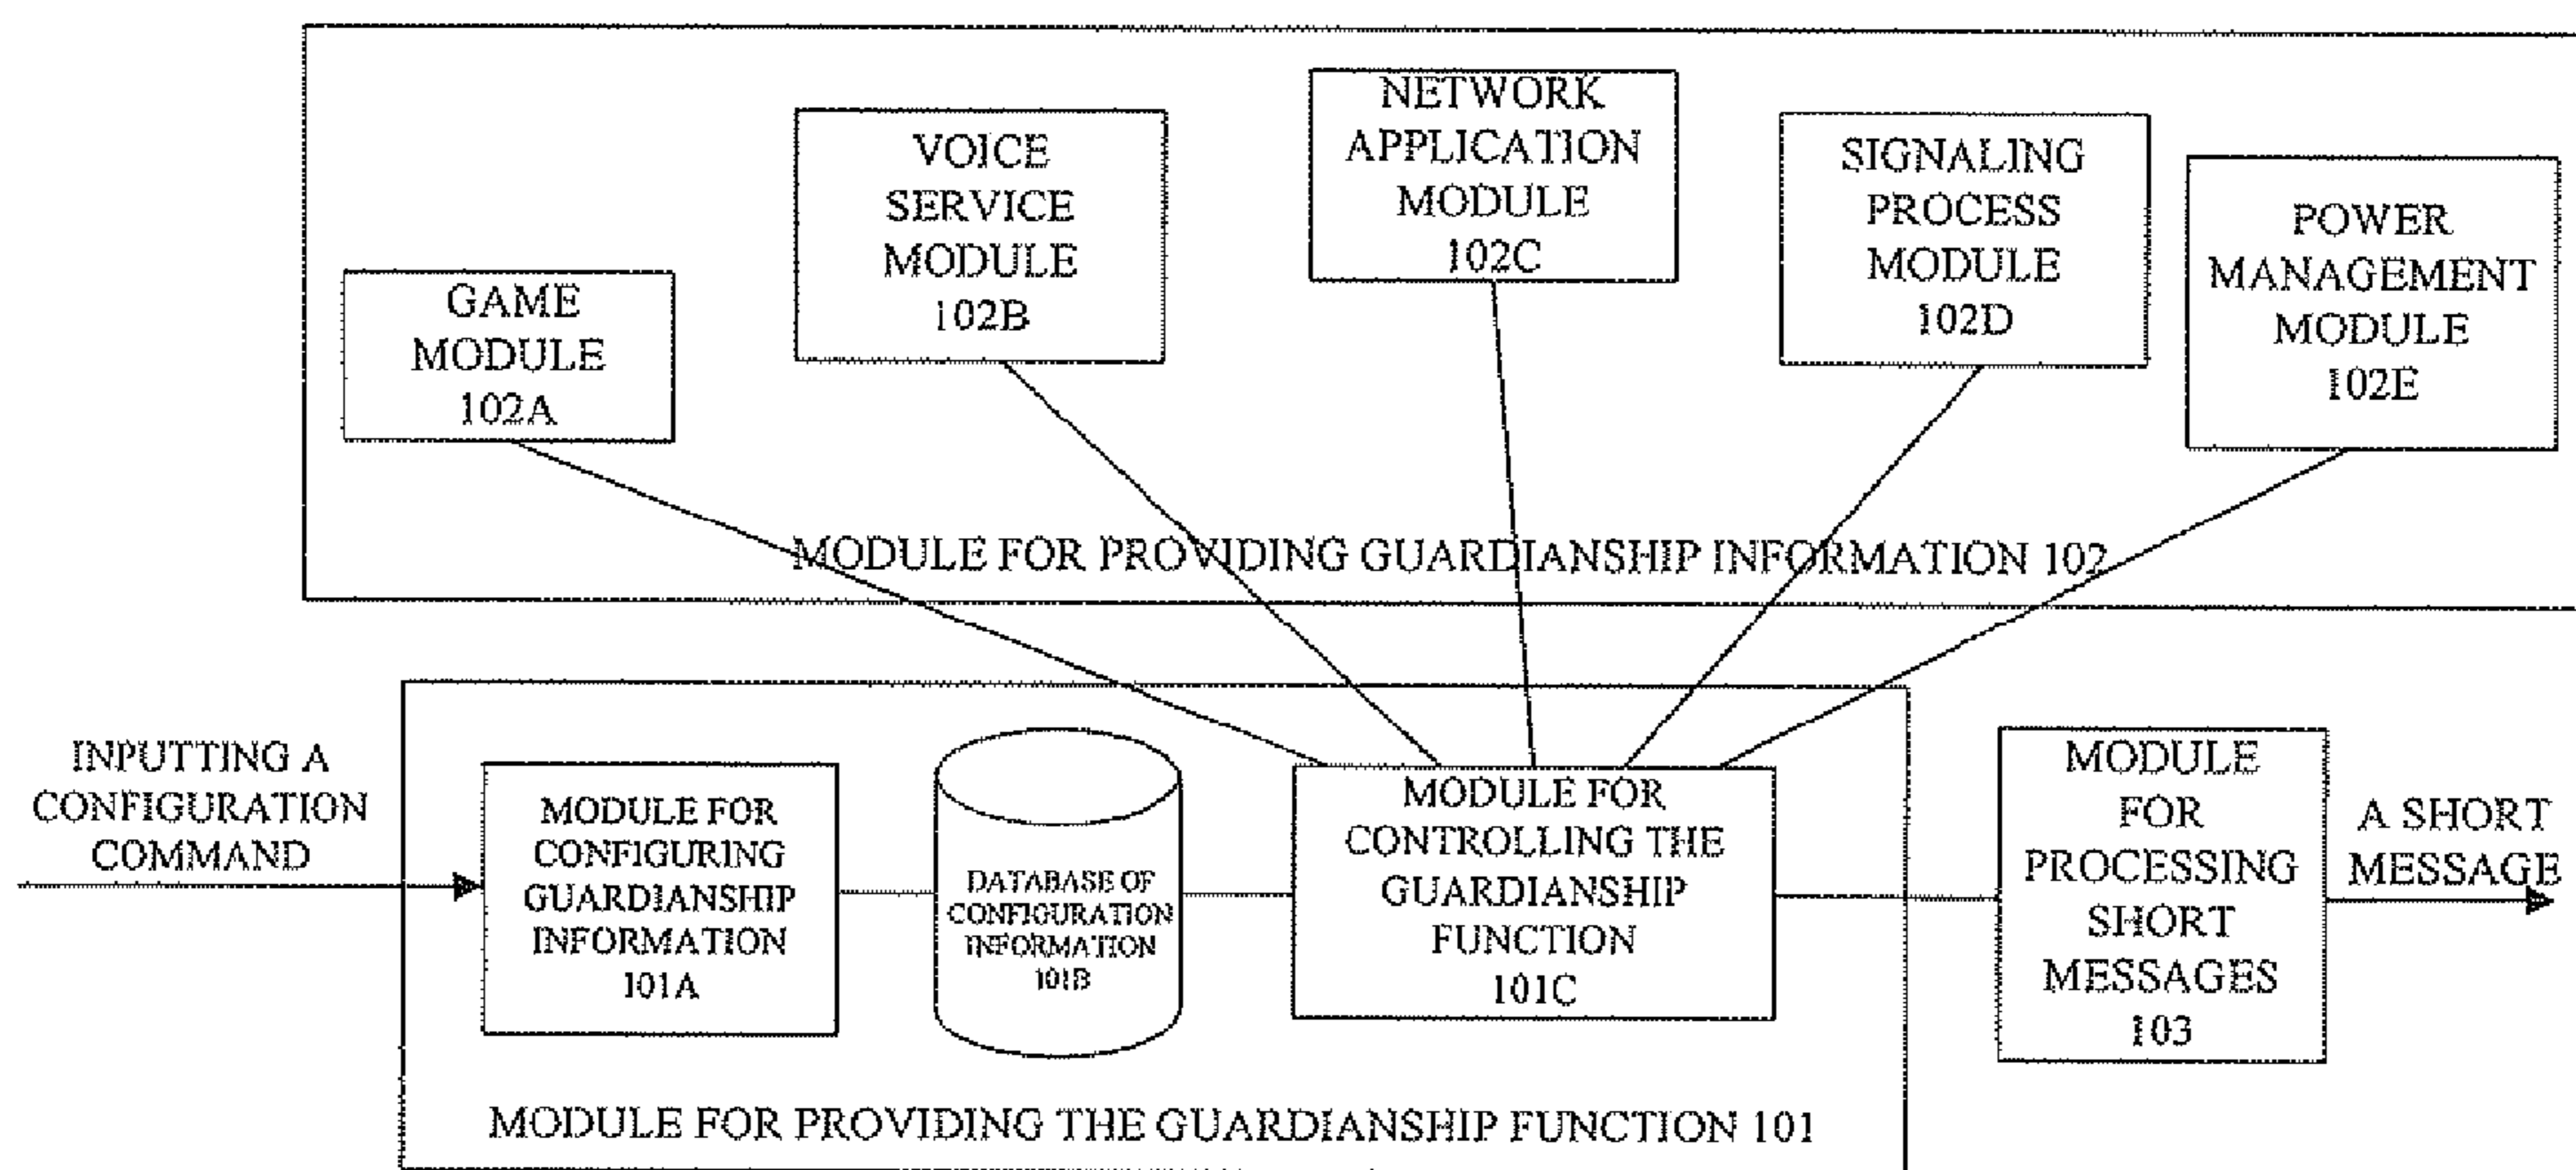 GAME
MODULE
102A
VOICE
SERVICE
MODULE
102B
NETWORK
APPLICATION
MODULE
102C
SIGNALING
PROCESS
MODULE
102D
POWER
MANAGEMENT
MODULE
102E
MODULE FOR PROVIDING GUARDIANSHIP INFORMATION 102
INPUTTING A
CONFIGURATION
COMMAND
MODULE FOR
CONFIGURING
GUARDIANSHIP
INFORMATION
101A
DATABASE OF
CONFIGURATION
INFORMATION
101B
MODULE FOR
CONTROLLING THE
GUARDIANSHIP
FUNCTION
101C
MODULE
FOR
PROCESSING
SHORT
MESSAGES
103
A SHORT
MESSAGE
MODULE FOR PROVIDING THE GUARDIANSHIP FUNCTION 101